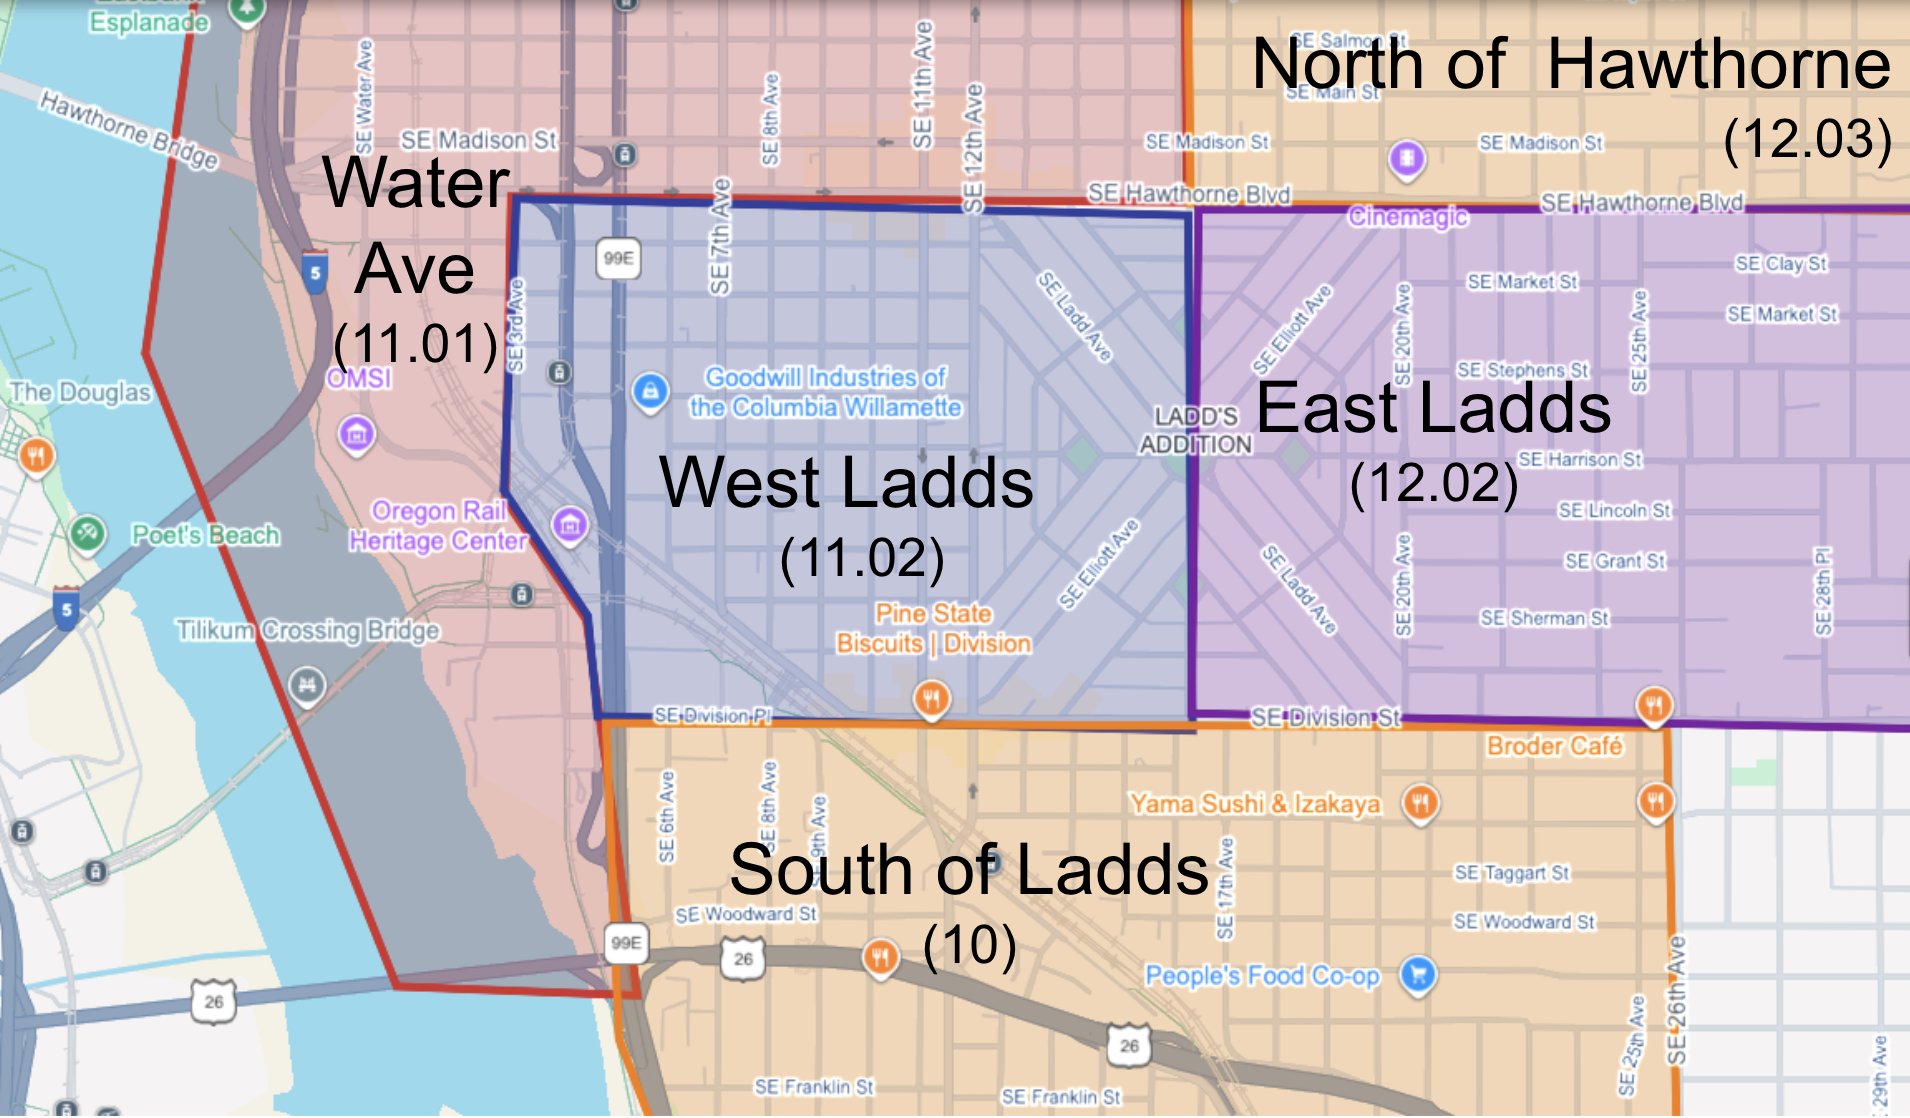 Eastbank
Esplanade
Hawthorne Bridge
SE Water Ave
SE Madison St
SE 8th Ave
SE 11th Ave
SE 12th Ave
SE Madison St
SE Salmon St
North of Hawthorne
SE Main St
(12.03)
SE Madison St
SE Hawthorne Blvd
SE Hawthorne Blvd
Cinemagic
Water
Ave
(11.01)
5
OMSI
SE 3rd Ave
99E
SE 7th Ave
SE Ladd Ave
SE Elliott Ave
SE 20th Ave
SE Market St
SE 25th Ave
SE Clay St
SE Market St
SE Stephens St
The Douglas
Goodwill Industries of
the Columbia Willamette
LADD'S
ADDITION
East Ladds
(12.02)
SE Harrison St
West Ladds
(11.02)
Oregon Rail
Heritage Center
Poet's Beach
5
SE Lincoln St
SE Grant St
SE Elliott Ave
SE Ladd Ave
SE 20th Ave
SE 28th Pl
SE Sherman St
Tilikum Crossing Bridge
Pine State
Biscuits | Division
SE Division Pl
SE Division St
Broder Café
SE 6th Ave
SE 8th Ave
SE 9th Ave
Yama Sushi & Izakaya
South of Ladds
(10)
SE 17th Ave
SE Taggart St
SE Woodward St
SE Woodward St
99E
26
26
People's Food Co-op
SE 26th Ave
SE 25th Ave
26
SE Franklin St
SE Franklin St
29th Ave